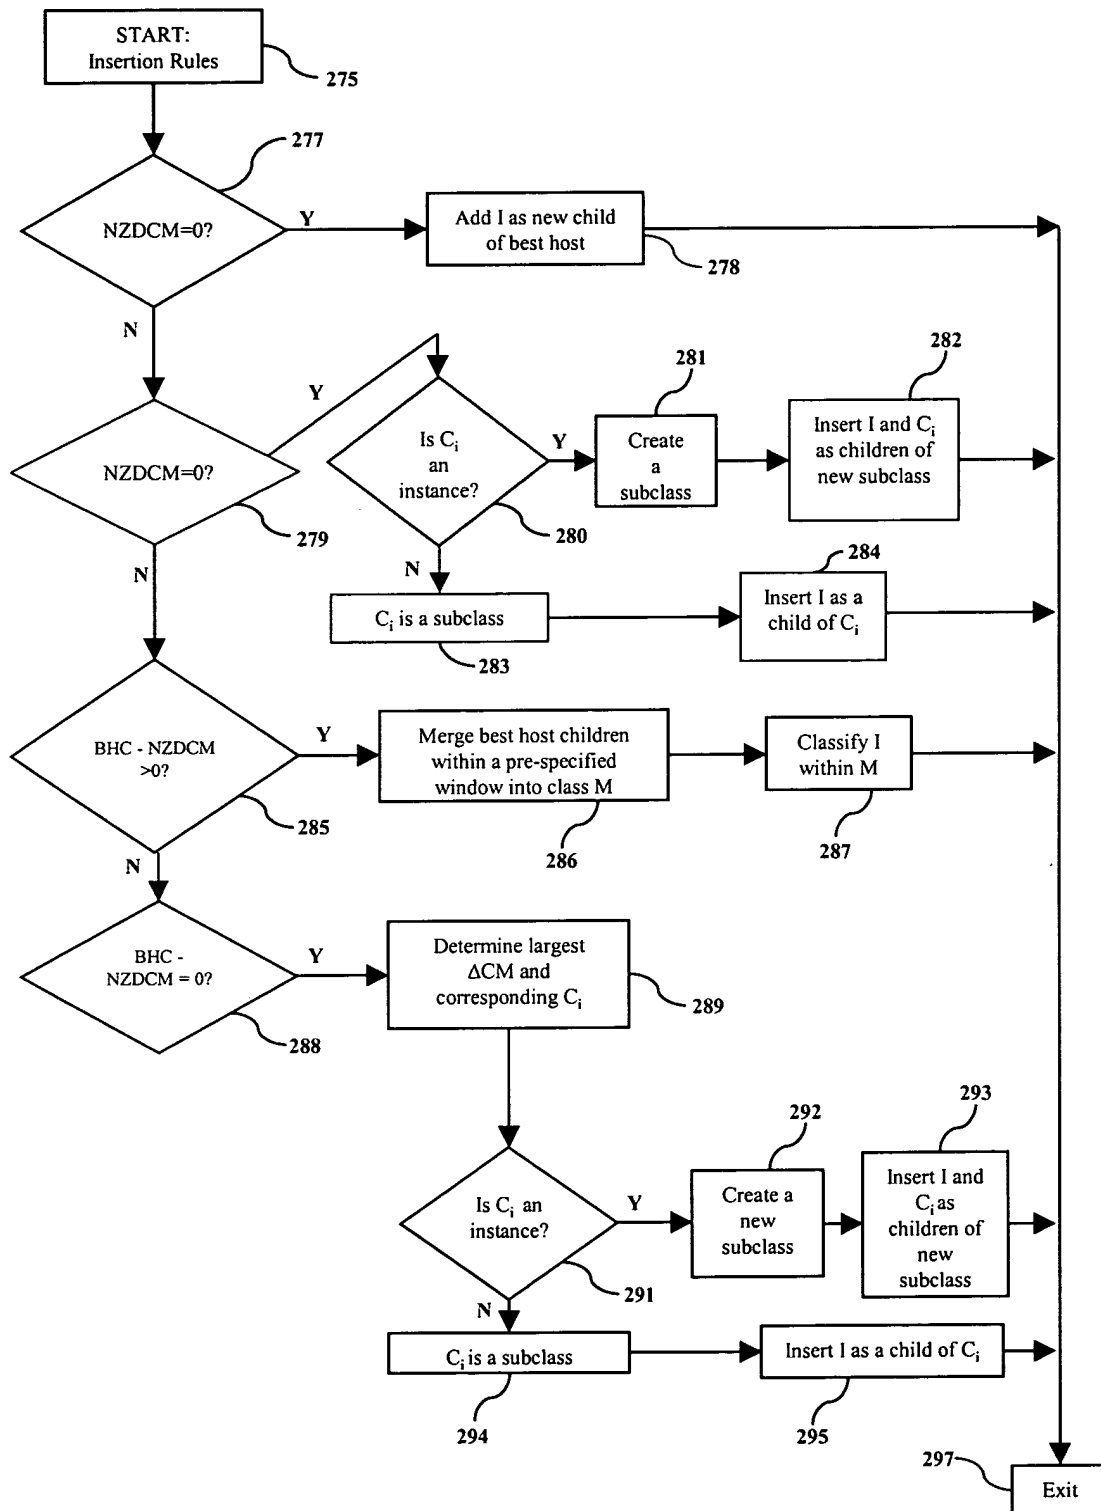 START:
Insertion Rules
275
277
NZDCM=0?
Y
Add I as new child
of best host
278
N
NZDCM=0?
Y
279
Is Ci
an
instance?
280
Y
281
Create
a
subclass
282
Insert I and Ci
as children of
new subclass
N
N
Ci is a subclass
283
284
Insert I as a
child of Ci
BHC - NZDCM
>0?
285
Y
Merge best host children
within a pre-specified
window into class M
286
Classify I
within M
287
N
BHC -
NZDCM = 0?
288
Y
Determine largest
ΔCM and
corresponding Ci
289
Is Ci an
instance?
291
Y
292
Create a
new
subclass
293
Insert I and
Ci as
children of
new
subclass
N
Ci is a subclass
294
Insert I as a child of Ci
295
297
Exit